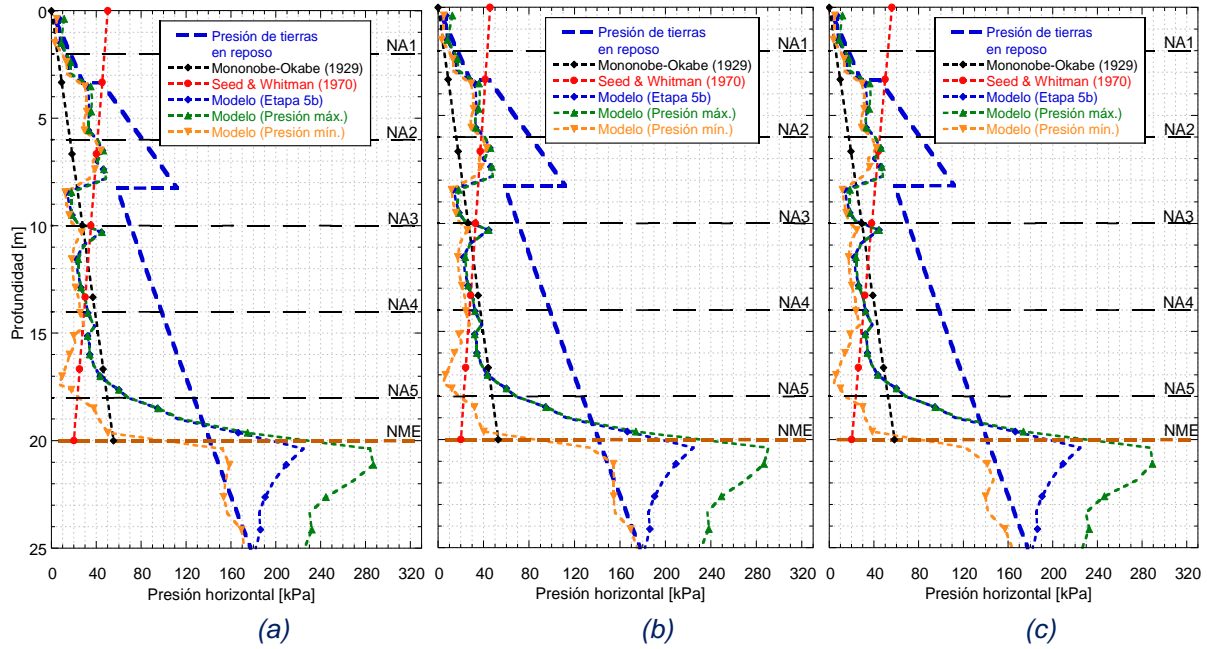 Presión de tierras
en reposo
Mononobe-Okabe (1929)
Seed & Whitman (1970)
Modelo (Etapa 5b)
Modelo (Presión máx.)
Modelo (Presión mín.)
NA1
NA2
NA3
NA4
NA5
NME
0
5
10
15
20
25
Profundidad [m]
0 40 80 120 160 200 240 280 320
Presión horizontal [kPa]
(a)
Presión de tierras
en reposo
Mononobe-Okabe (1929)
Seed & Whitman (1970)
Modelo (Etapa 5b)
Modelo (Presión máx.)
Modelo (Presión mín.)
NA1
NA2
NA3
NA4
NA5
NME
0 40 80 120 160 200 240 280 320
Presión horizontal [kPa]
(b)
Presión de tierras
en reposo
Mononobe-Okabe (1929)
Seed & Whitman (1970)
Modelo (Etapa 5b)
Modelo (Presión máx.)
Modelo (Presión mín.)
NA1
NA2
NA3
NA4
NA5
NME
0 40 80 120 160 200 240 280 320
Presión horizontal [kPa]
(c)